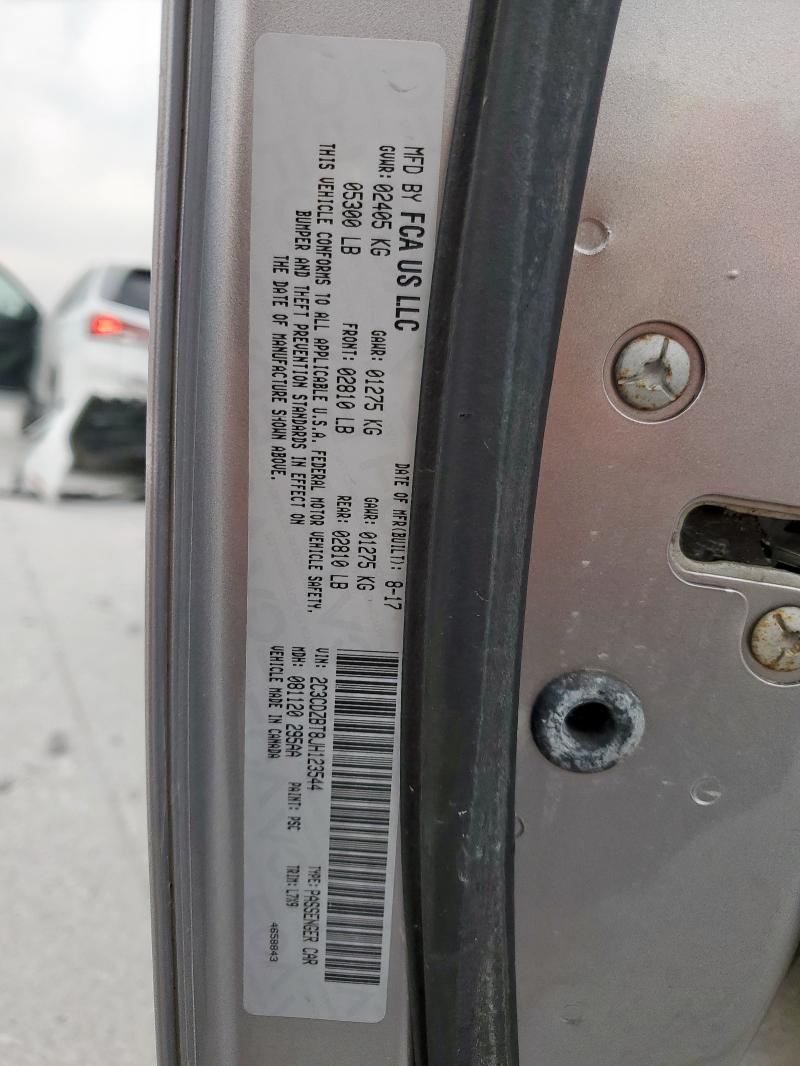 MFD BY FCA US LLC
DATE OF MFR(BUILT): 8-17
GVWR: 02405 KG GAWR: 01275 KG GAWR: 01275 KG
05300 LB FRONT: 02810 LB REAR: 02810 LB
THIS VEHICLE CONFORMS TO ALL APPLICABLE U.S.A. FEDERAL MOTOR VEHICLE SAFETY,
BUMPER AND THEFT PREVENTION STANDARDS IN EFFECT ON
THE DATE OF MANUFACTURE SHOWN ABOVE.
VIN: 2C3CDZBT8JH123544 TYPE: PASSENGER CAR
MDH: 081120 295AA PAINT: PSC TRIM: L7X9
VEHICLE MADE IN CANADA 4658843